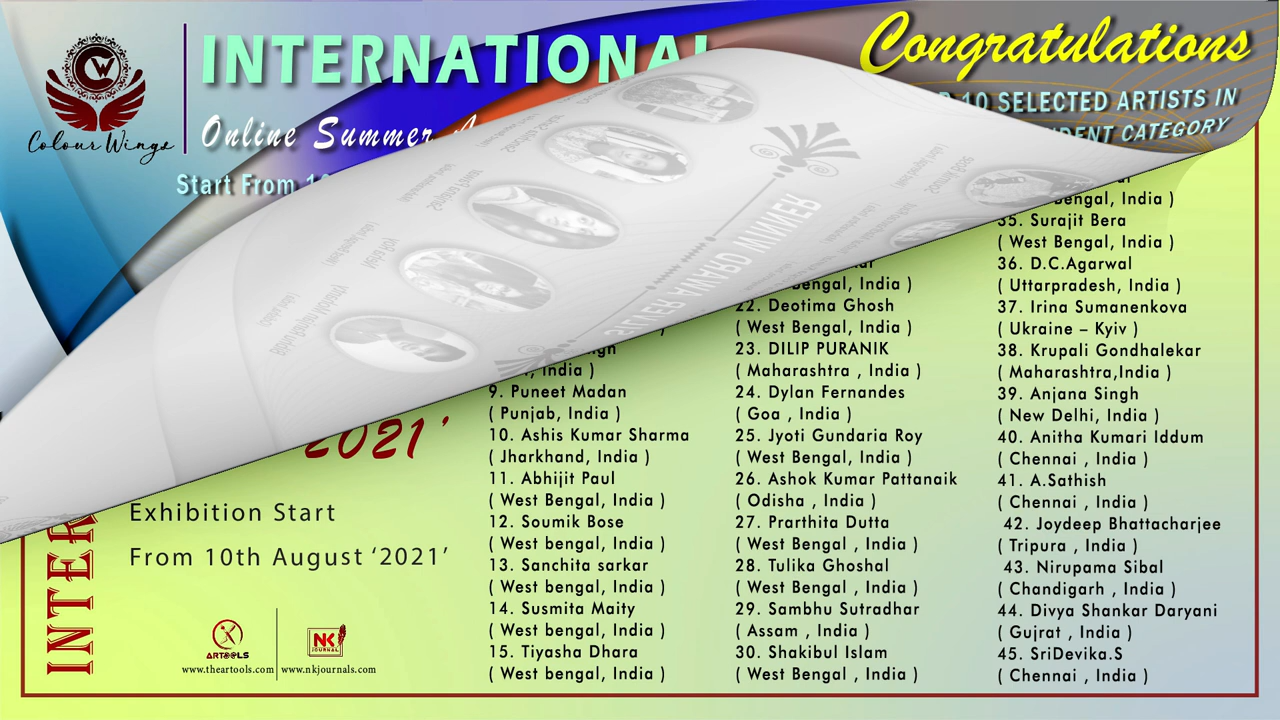 INTERNATIONAL
Online Summer
Start From
Colour Wings
Congratulations
10 SELECTED ARTISTS IN
CATEGORY
SILVER AWARD WINNER
2021'
Exhibition Start
From 10th August ‘2021’
INTER
ARTOOLS
www.theartools.com
NK
JOURNAL
www.nkjournals.com
, India )
9. Puneet Madan
( Punjab, India )
10. Ashis Kumar Sharma
( Jharkhand, India )
11. Abhijit Paul
( West Bengal, India )
12. Soumik Bose
( West bengal, India )
13. Sanchita sarkar
( West bengal, India )
14. Susmita Maity
( West bengal, India )
15. Tiyasha Dhara
( West bengal, India )
Bengal, India )
22. Deotima Ghosh
( West Bengal, India )
23. DILIP PURANIK
( Maharashtra , India )
24. Dylan Fernandes
( Goa , India )
25. Jyoti Gundaria Roy
( West Bengal, India )
26. Ashok Kumar Pattanaik
( Odisha , India )
27. Prarthita Dutta
( West Bengal , India )
28. Tulika Ghoshal
( West Bengal , India )
29. Sambhu Sutradhar
( Assam , India )
30. Shakibul Islam
( West Bengal , India )
Bengal, India )
35. Surajit Bera
( West Bengal, India )
36. D.C.Agarwal
( Uttarpradesh, India )
37. Irina Sumanenkova
( Ukraine – Kyiv )
38. Krupali Gondhalekar
( Maharashtra,India )
39. Anjana Singh
( New Delhi, India )
40. Anitha Kumari Iddum
( Chennai , India )
41. A.Sathish
( Chennai , India )
42. Joydeep Bhattacharjee
( Tripura , India )
43. Nirupama Sibal
( Chandigarh , India )
44. Divya Shankar Daryani
( Gujrat , India )
45. SriDevika.S
( Chennai , India )